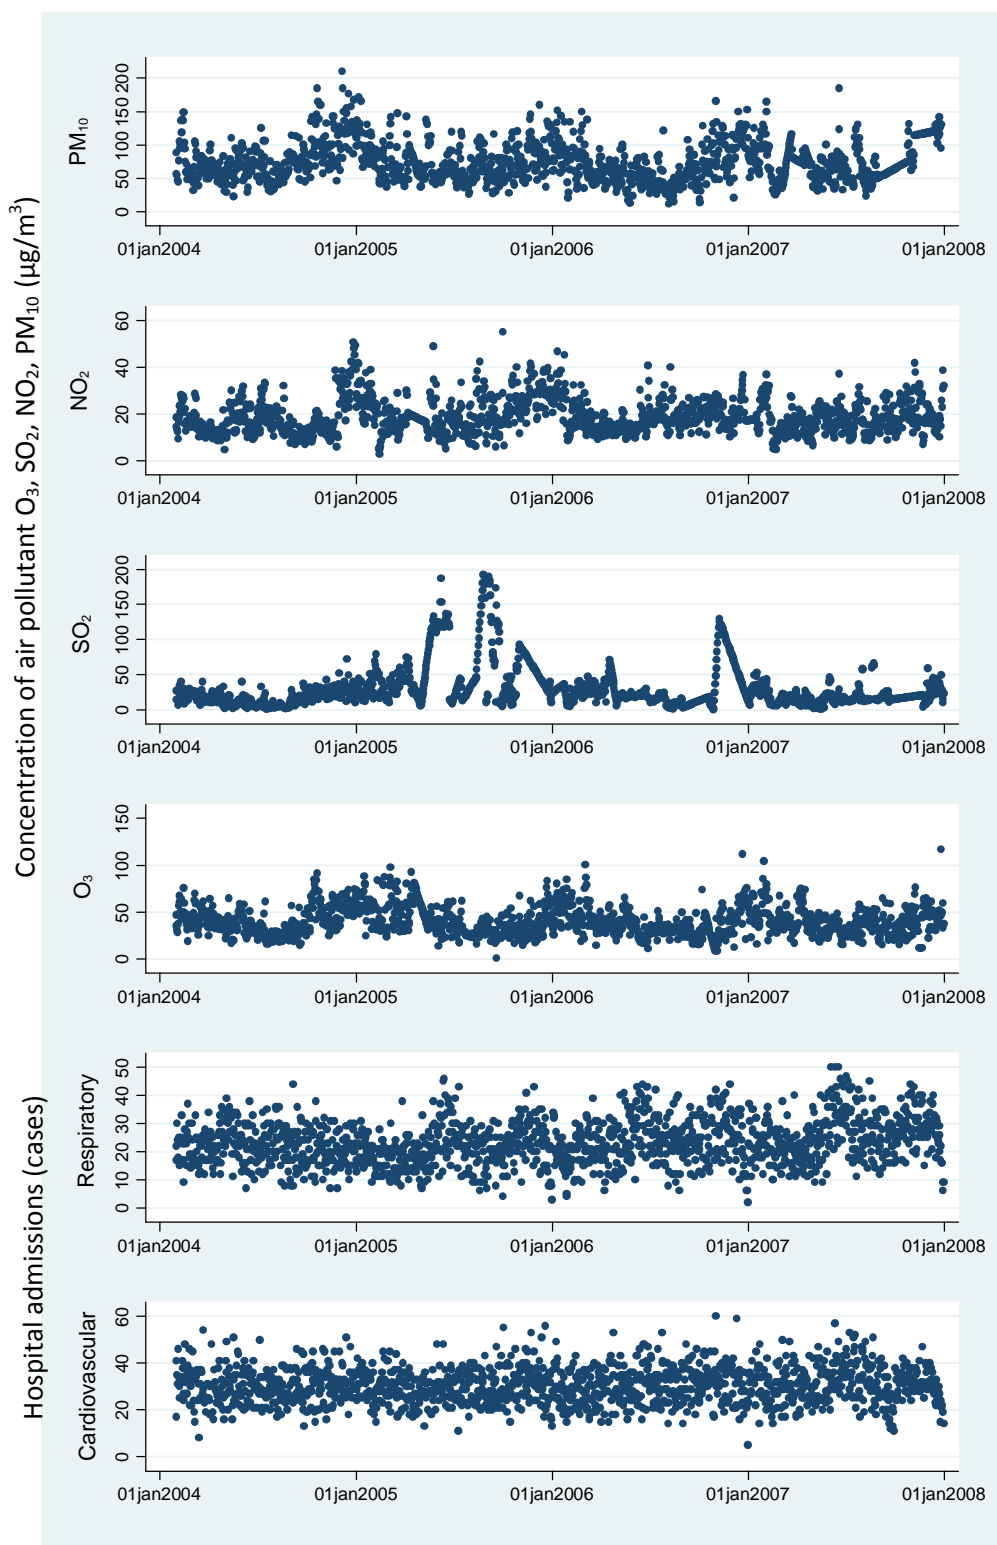 Concentration of air pollutant O₃, SO₂, NO₂, PM₁₀ (µg/m³)
Hospital admissions (cases)
PM₁₀
200
150
100
50
0
01jan2004 01jan2005 01jan2006 01jan2007 01jan2008
NO₂
60
40
20
0
01jan2004 01jan2005 01jan2006 01jan2007 01jan2008
SO₂
200
150
100
50
0
01jan2004 01jan2005 01jan2006 01jan2007 01jan2008
O₃
150
100
50
0
01jan2004 01jan2005 01jan2006 01jan2007 01jan2008
Respiratory
50
40
30
20
10
0
01jan2004 01jan2005 01jan2006 01jan2007 01jan2008
Cardiovascular
60
40
20
0
01jan2004 01jan2005 01jan2006 01jan2007 01jan2008